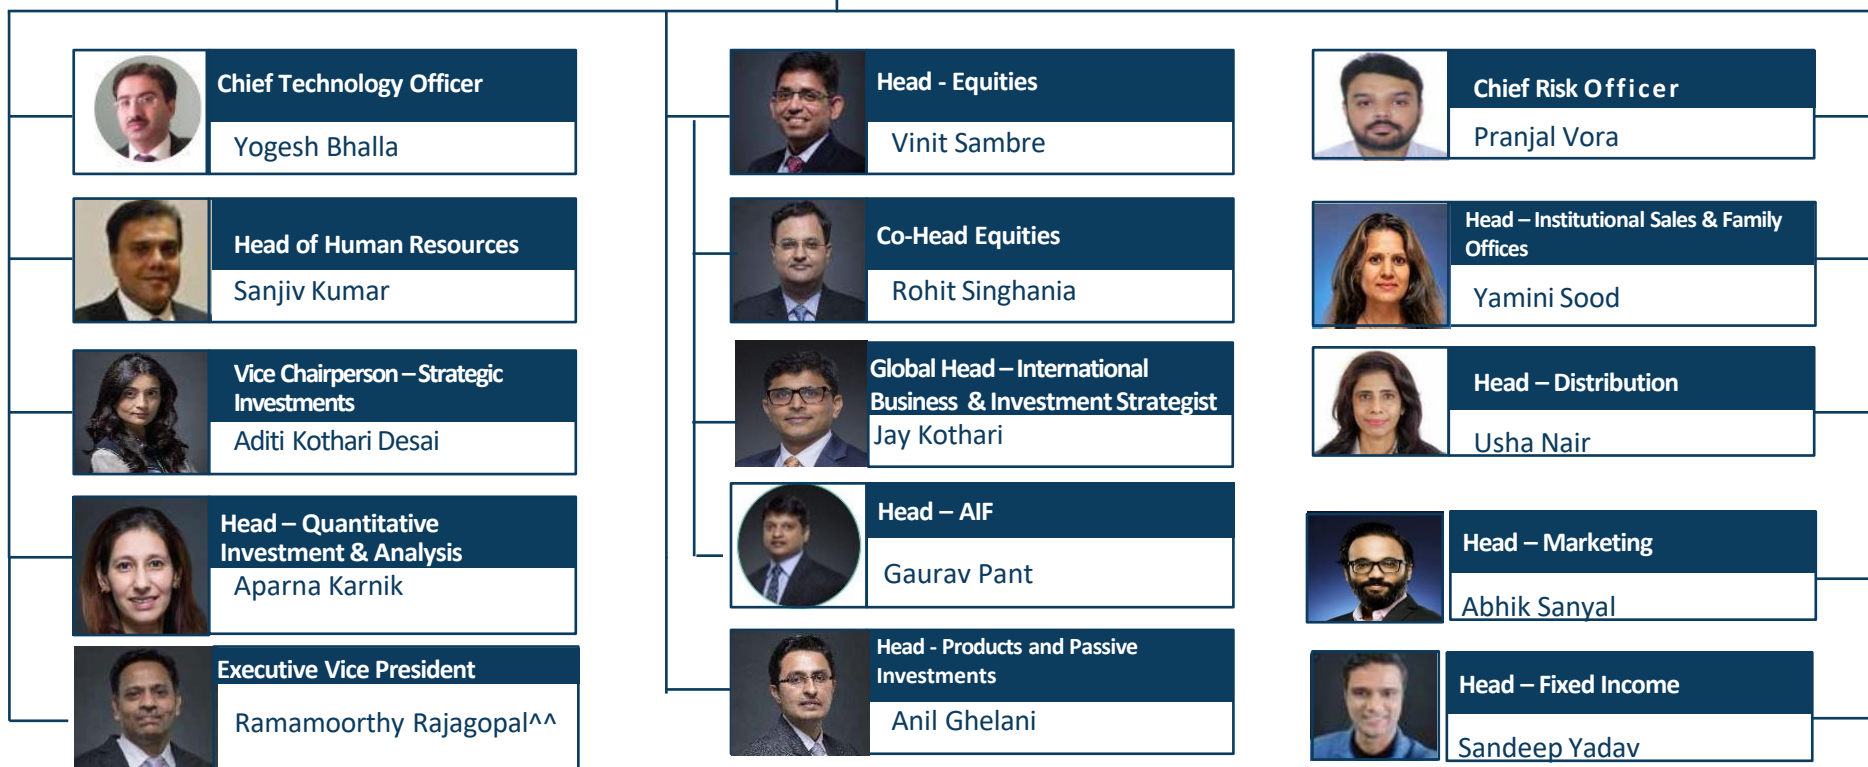 Chief Technology Officer
Yogesh Bhalla
Head of Human Resources
Sanjiv Kumar
Vice Chairperson – Strategic
Investments
Aditi Kothari Desai
Head – Quantitative
Investment & Analysis
Aparna Karnik
Executive Vice President
Ramamoorthy Rajagopal^^
Head - Equities
Vinit Sambre
Co-Head Equities
Rohit Singhania
Global Head – International
Business & Investment Strategist
Jay Kothari
Head – AIF
Gaurav Pant
Head - Products and Passive
Investments
Anil Ghelani
Chief Risk Officer
Pranjal Vora
Head – Institutional Sales & Family
Offices
Yamini Sood
Head – Distribution
Usha Nair
Head – Marketing
Abhik Sanyal
Head – Fixed Income
Sandeep Yadav